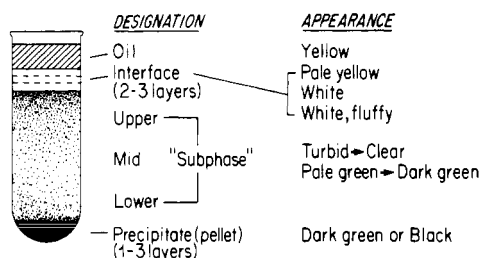 DESIGNATION APPEARANCE
Oil Yellow
Interface Pale yellow
(2-3 layers) White
White, fluffy
Upper
Mid "Subphase" Turbid➔Clear
Pale green➔Dark green
Lower
Precipitate (pellet) Dark green or Black
(1-3 layers)